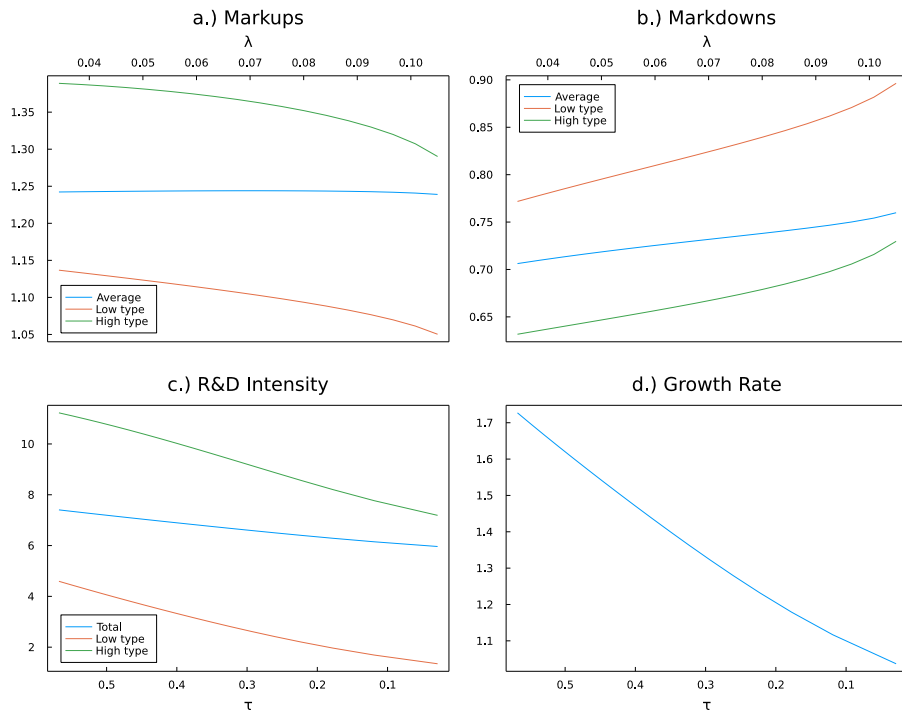 a.) Markups
λ
0.04 0.05 0.06 0.07 0.08 0.09 0.10
1.35
1.30
1.25
1.20
1.15
1.10
1.05
Average
Low type
High type
b.) Markdowns
λ
0.04 0.05 0.06 0.07 0.08 0.09 0.10
0.90
0.85
0.80
0.75
0.70
0.65
Average
Low type
High type
c.) R&D Intensity
10
8
6
4
2
Total
Low type
High type
0.5 0.4 0.3 0.2 0.1
τ
d.) Growth Rate
1.7
1.6
1.5
1.4
1.3
1.2
1.1
0.5 0.4 0.3 0.2 0.1
τ